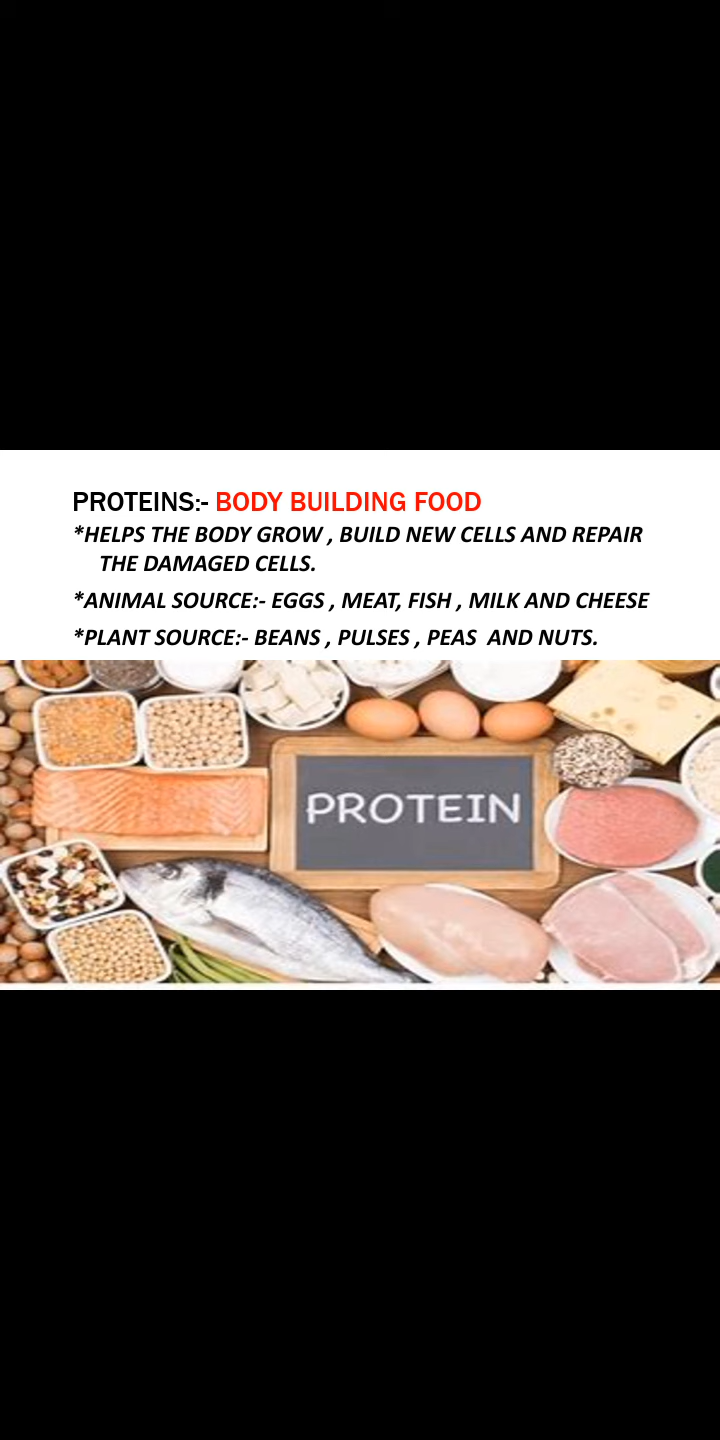 PROTEINS:- BODY BUILDING FOOD
*HELPS THE BODY GROW , BUILD NEW CELLS AND REPAIR
THE DAMAGED CELLS.
*ANIMAL SOURCE:- EGGS , MEAT, FISH , MILK AND CHEESE
*PLANT SOURCE:- BEANS , PULSES , PEAS  AND NUTS.
PROTEIN